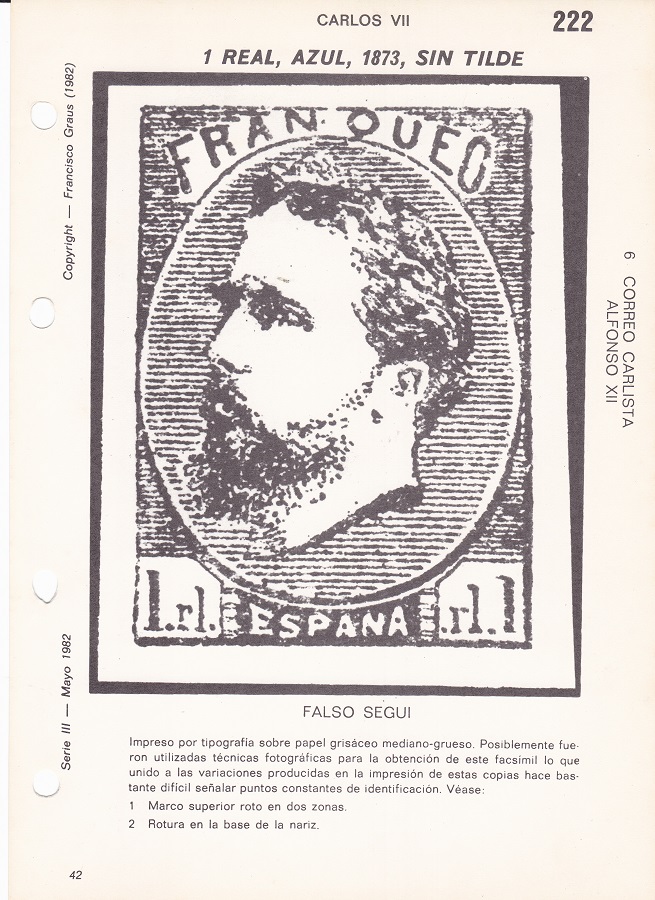 CARLOS VII
222
1 REAL, AZUL, 1873, SIN TILDE
Copyright — Francisco Graus (1982)
FRANQUEO
6 CORREO CARLISTA
ALFONSO XII
1.rl.
ESPAÑA
rl.1
FALSO SEGUI
Serie III — Mayo 1982
Impreso por tipografía sobre papel grisáceo mediano-grueso. Posiblemente fue-
ron utilizadas técnicas fotográficas para la obtención de este facsímil lo que
unido a las variaciones producidas en la impresión de estas copias hace bas-
tante difícil señalar puntos constantes de identificación. Véase:
1 Marco superior roto en dos zonas.
2 Rotura en la base de la nariz.
42